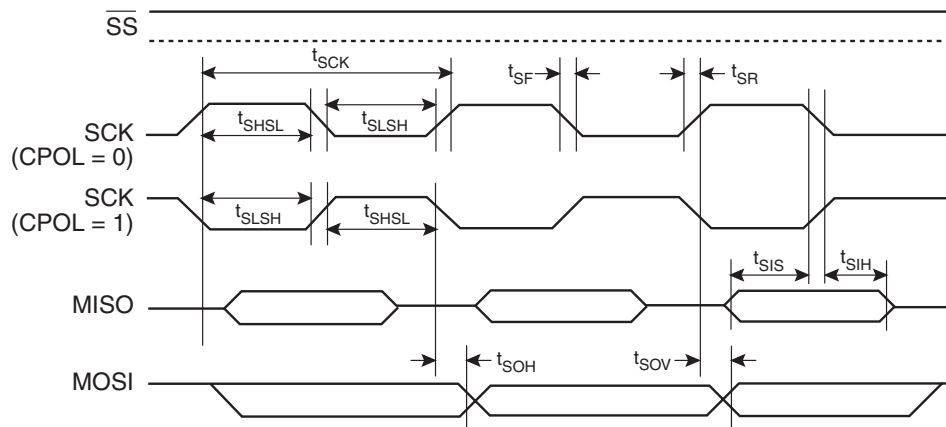 SS
tSCK
tSF
tSR
tSHSL
tSLSH
SCK
(CPOL = 0)
SCK
(CPOL = 1)
tSLSH
tSHSL
tSIS
tSIH
MISO
tSOH
tSOV
MOSI